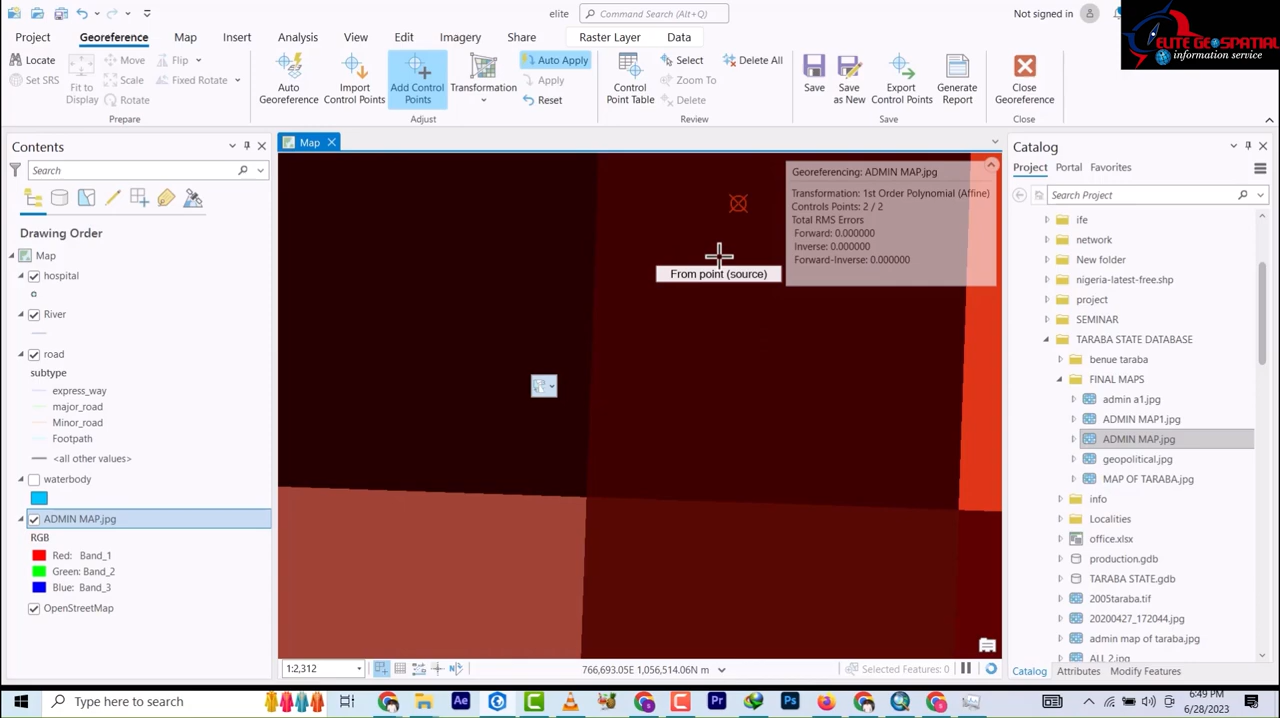 elite
Command Search (Alt+Q)
Not signed in
ELITE GEOSPATIAL
information service
Project
Georeference
Map
Insert
Analysis
View
Edit
Imagery
Share
Raster Layer
Data
Locate
Set SRS
Fit to
Display
Move
Scale
Rotate
Flip
Fixed Rotate
Prepare
Auto
Georeference
Import
Control Points
Add Control
Points
Transformation
Auto Apply
Apply
Reset
Adjust
Control
Point Table
Select
Zoom To
Delete
Delete All
Review
Save
Save
as New
Export
Control Points
Generate
Report
Save
Close
Georeference
Close
Contents
Search
Drawing Order
Map
hospital
River
road
subtype
express_way
major_road
Minor_road
Footpath
<all other values>
waterbody
ADMIN MAP.jpg
RGB
Red: Band_1
Green: Band_2
Blue: Band_3
OpenStreetMap
Map
Georeferencing: ADMIN MAP.jpg
Transformation: 1st Order Polynomial (Affine)
Controls Points: 2 / 2
Total RMS Errors
Forward: 0.000000
Inverse: 0.000000
Forward-Inverse: 0.000000
From point (source)
1:2,312
766,693.05E 1,056,514.06N m
Selected Features: 0
Catalog
Project
Portal
Favorites
Search Project
ife
network
New folder
nigeria-latest-free.shp
project
SEMINAR
TARABA STATE DATABASE
benue taraba
FINAL MAPS
admin a1.jpg
ADMIN MAP1.jpg
ADMIN MAP.jpg
geopolitical.jpg
MAP OF TARABA.jpg
info
Localities
office.xlsx
production.gdb
TARABA STATE.gdb
2005taraba.tif
20200427_172044.jpg
admin map of taraba.jpg
ALL 2.jpg
Catalog
Attributes
Modify Features
Type here to search
Ae
Pr
Ps
6:49 PM
6/28/2023